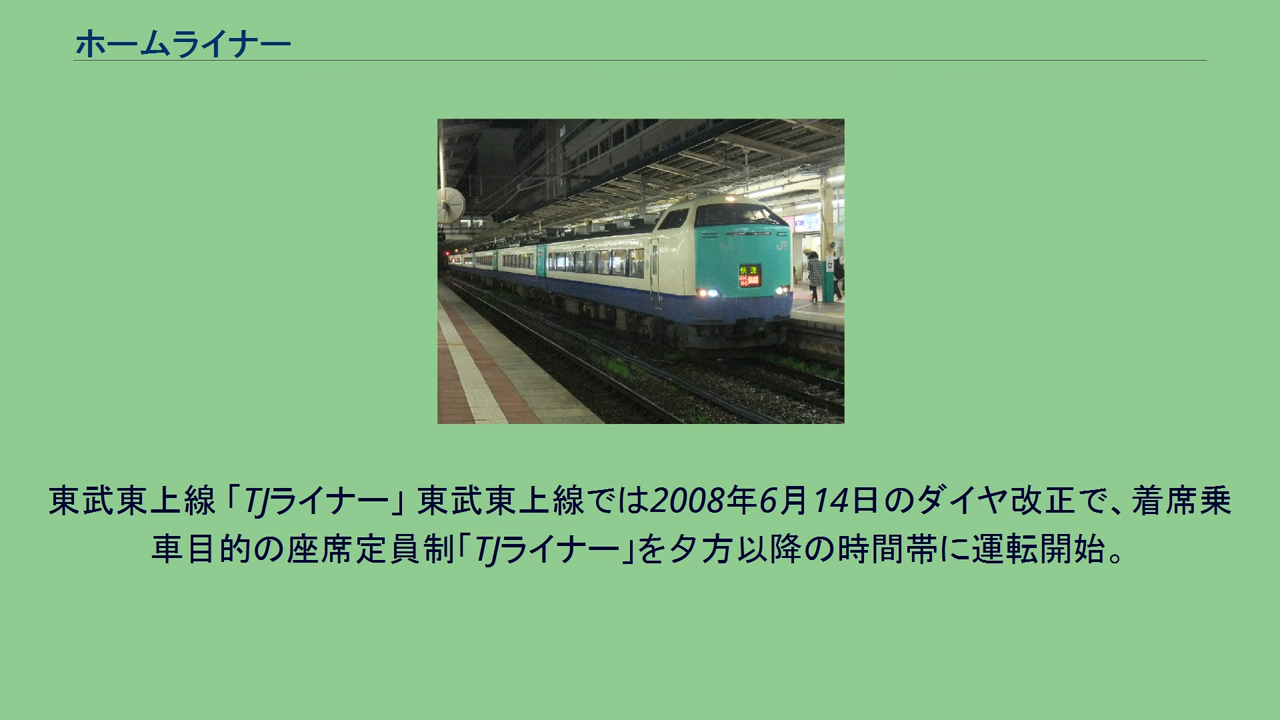 ホームライナー
快速
JR
東武東上線「TJライナー」 東武東上線では2008年6月14日のダイヤ改正で、着席乗
車目的の座席定員制「TJライナー」を夕方以降の時間帯に運転開始。